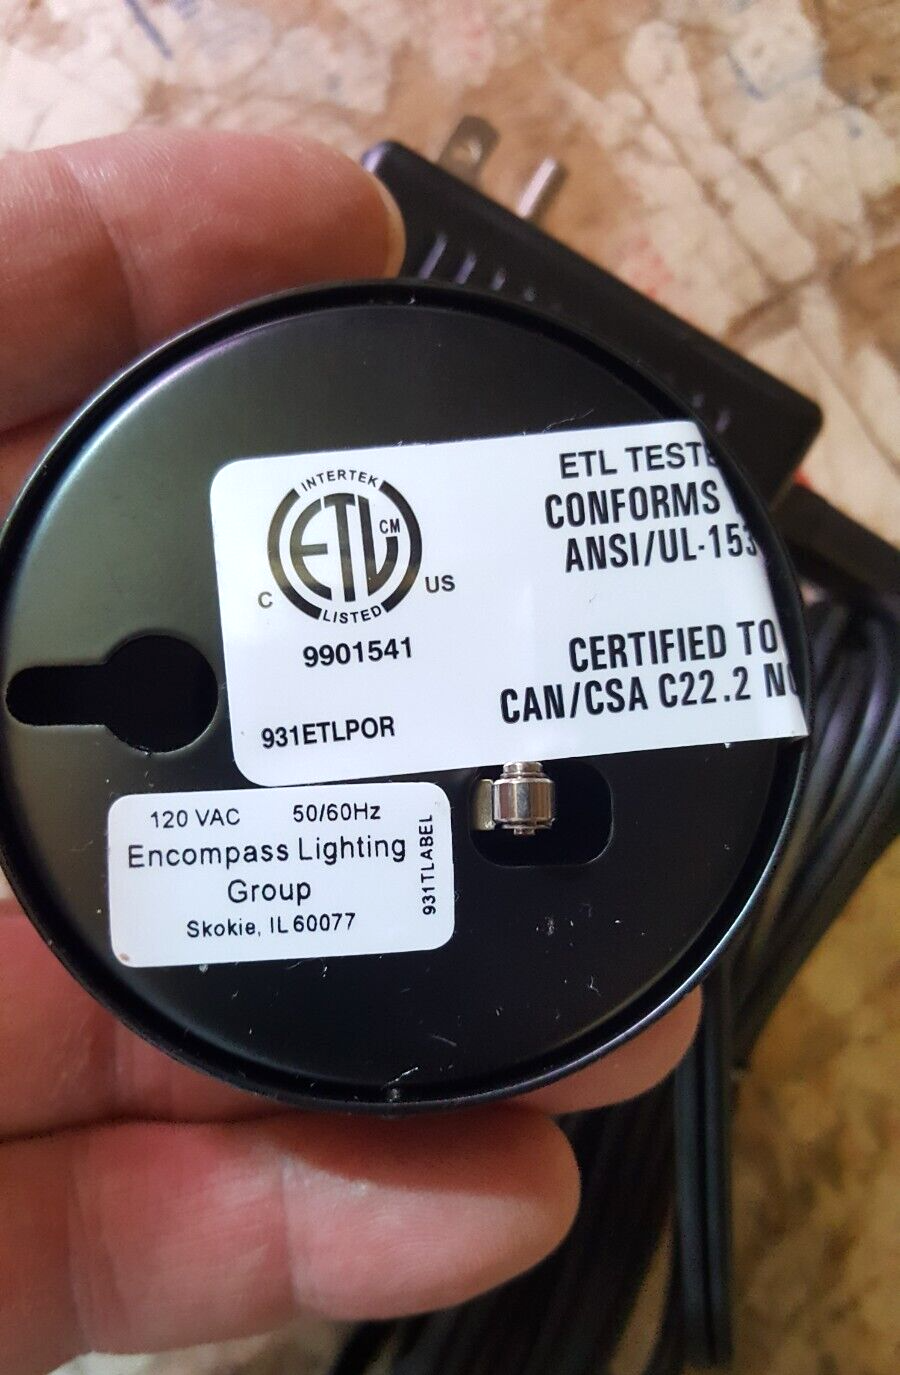 INTERTEK
ETL CM
C US
LISTED
9901541
931ETLPOR
ETL TESTE
CONFORMS
ANSI/UL-153
CERTIFIED TO
CAN/CSA C22.2 NO
120 VAC 50/60Hz
Encompass Lighting
Group
Skokie, IL 60077
931TLABEL